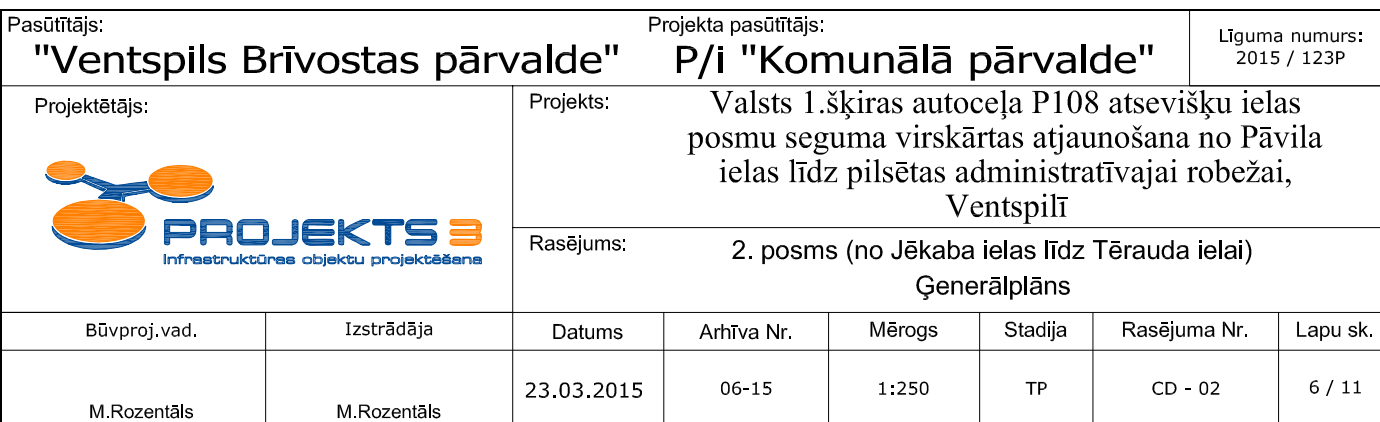 Pasūtītājs:
"Ventspils Brīvostas pārvalde"
Projekta pasūtītājs:
P/i "Komunālā pārvalde"
Līguma numurs:
2015 / 123P
Projektētājs:
PROJEKTS 3
Infrastruktūras objektu projektēšana
Projekts:
Valsts 1.šķiras autoceļa P108 atsevišķu ielas
posmu seguma virskārtas atjaunošana no Pāvila
ielas līdz pilsētas administratīvajai robežai,
Ventspilī
Rasējums:
2. posms (no Jēkaba ielas līdz Tērauda ielai)
Ģenerālplāns
Būvproj.vad. Izstrādāja Datums Arhīva Nr. Mērogs Stadija Rasējuma Nr. Lapu sk.
M.Rozentāls M.Rozentāls 23.03.2015 06-15 1:250 TP CD - 02 6 / 11